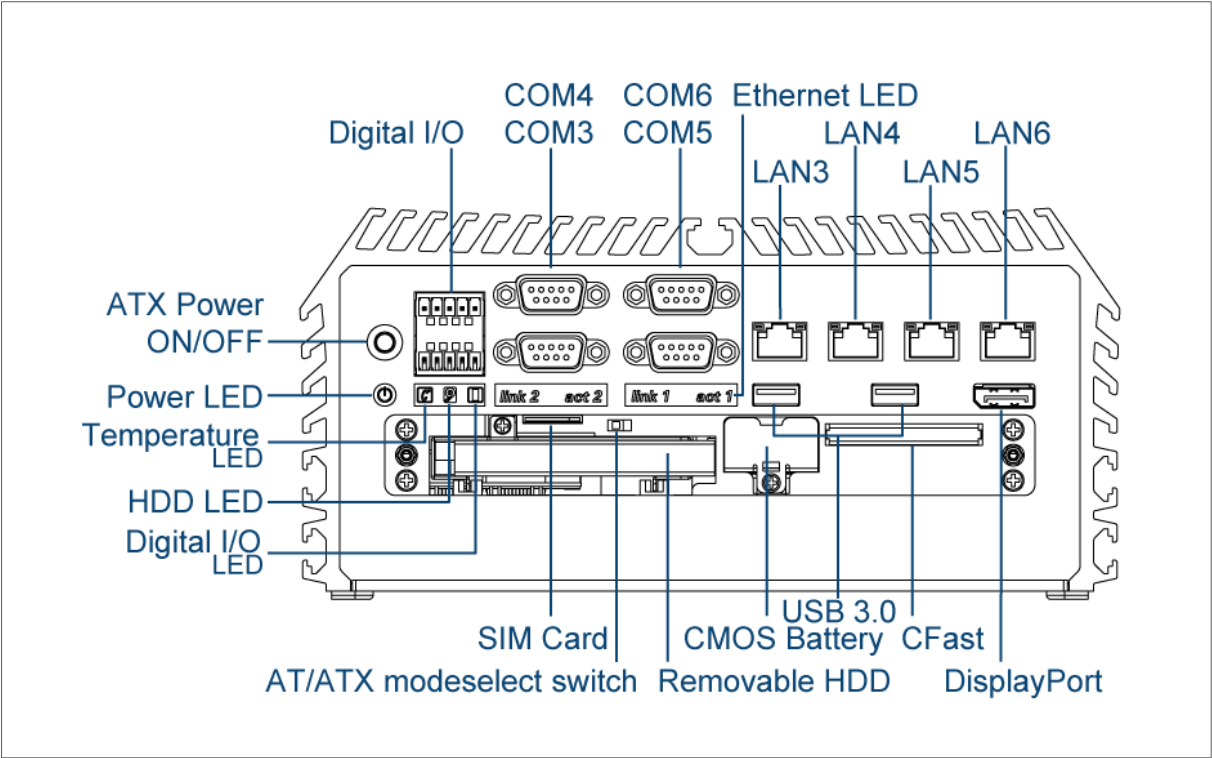 COM4 COM6 Ethernet LED
Digital I/O COM3 COM5 LAN4 LAN6
LAN3 LAN5
ATX Power
ON/OFF
Power LED
link 2 act 2 link 1 act 1
Temperature
LED
HDD LED
Digital I/O
LED
USB 3.0
SIM Card CMOS Battery CFast
AT/ATX modeselect switch Removable HDD DisplayPort